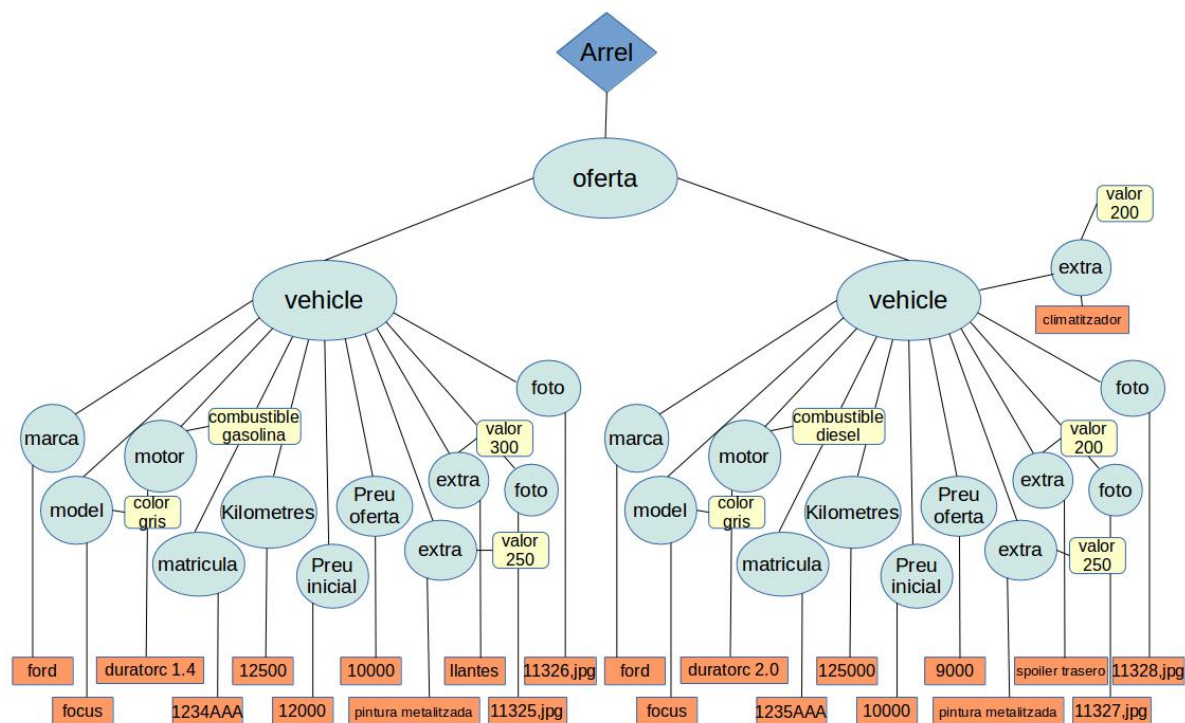 Arrel
oferta
valor
200
extra
climatitzador
vehicle
vehicle
foto
foto
marca
motor
combustible
gasolina
valor
300
extra
foto
model
color
gris
Kilometres
Preu
oferta
matricula
Preu
inicial
extra
valor
250
marca
motor
combustible
diesel
valor
200
extra
foto
model
color
gris
Kilometres
Preu
oferta
matricula
Preu
inicial
extra
valor
250
ford
duratorc 1.4
12500
10000
llantes
11326,jpg
ford
duratorc 2.0
125000
9000
spoiler trasero
11328,jpg
focus
1234AAA
12000
pintura metalitzada
11325,jpg
focus
1235AAA
10000
pintura metalitzada
11327,jpg